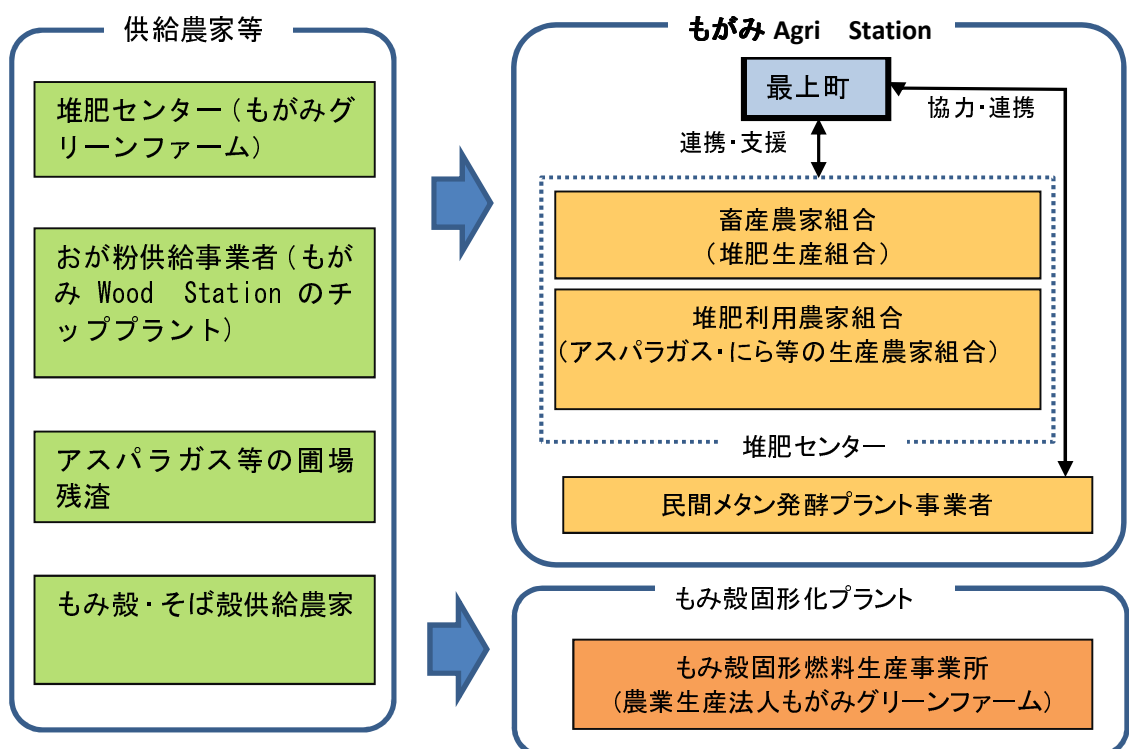 供給農家等
堆肥センター（もがみグ
リーンファーム）
おが粉供給事業者（もが
み Wood Station のチ
ッププラント）
アスパラガス等の圃場
残渣
もみ殻・そば殻供給農家
もがみ Agri Station
最上町
協力・連携
連携・支援
畜産農家組合
（堆肥生産組合）
堆肥利用農家組合
（アスパラガス・にら等の生産農家組合）
堆肥センター
民間メタン発酵プラント事業者
もみ殻固形化プラント
もみ殻固形燃料生産事業所
（農業生産法人もがみグリーンファーム）